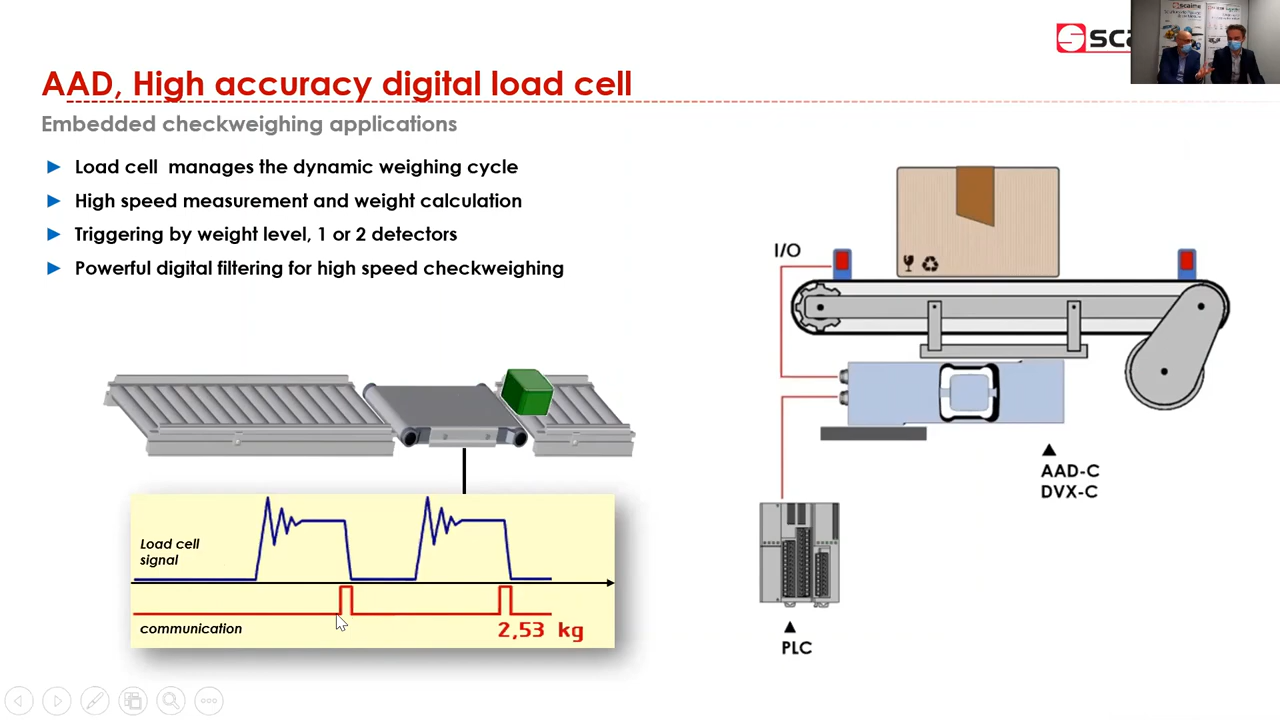 AAD, High accuracy digital load cell
Embedded checkweighing applications
Load cell manages the dynamic weighing cycle
High speed measurement and weight calculation
Triggering by weight level, 1 or 2 detectors
Powerful digital filtering for high speed checkweighing
I/O
AAD-C
DVX-C
PLC
Load cell
signal
communication
2,53 kg
scaime